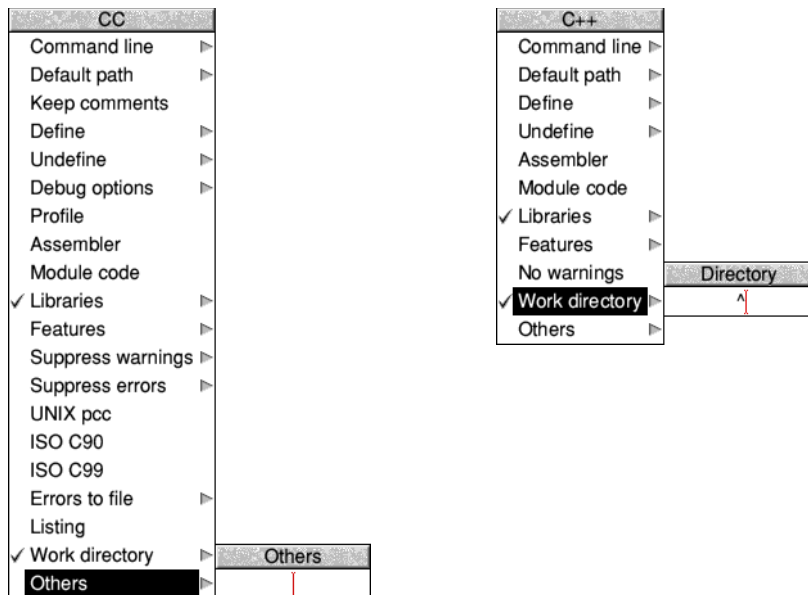 CC
Command line
Default path
Keep comments
Define
Undefine
Debug options
Profile
Assembler
Module code
Libraries
Features
Suppress warnings
Suppress errors
UNIX pcc
ISO C90
ISO C99
Errors to file
Listing
Work directory
Others
Others
C++
Command line
Default path
Define
Undefine
Assembler
Module code
Libraries
Features
No warnings
Work directory
Others
Directory
^